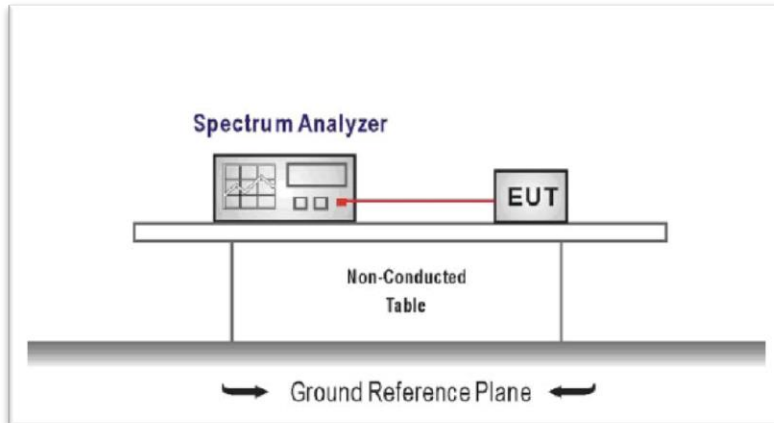 Spectrum Analyzer
EUT
Non-Conducted
Table
Ground Reference Plane